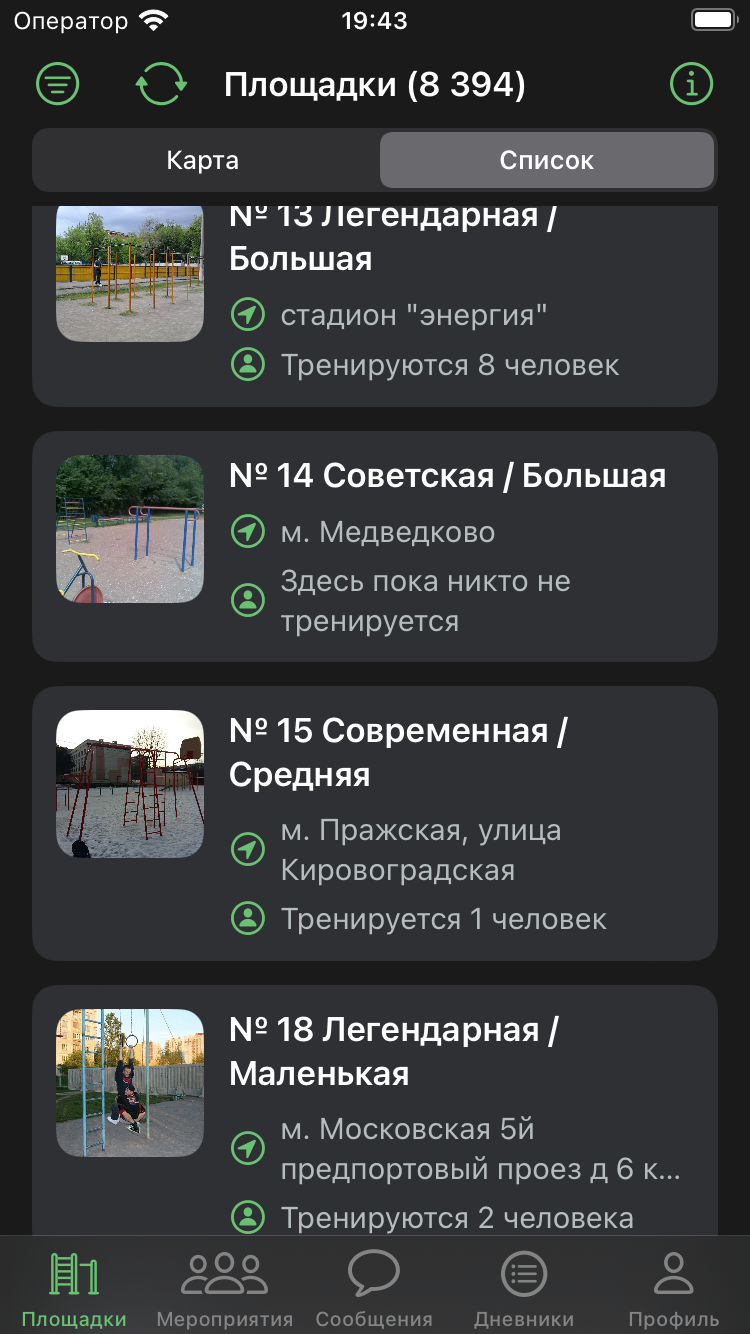 Оператор 19:43
Площадки (8 394)
Карта Список
№ 13 Легендарная /
Большая
стадион "энергия"
Тренируются 8 человек
№ 14 Советская / Большая
м. Медведково
Здесь пока никто не
тренируется
№ 15 Современная /
Средняя
м. Пражская, улица
Кировоградская
Тренируется 1 человек
№ 18 Легендарная /
Маленькая
м. Московская 5й
предпортовый проез д 6 к...
Тренируются 2 человека
Площадки Мероприятия Сообщения Дневники Профиль